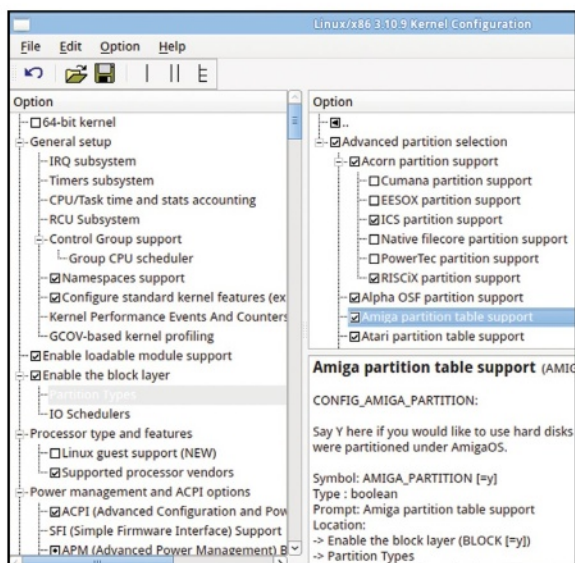 Linux/x86 3.10.9 Kernel Configuration
File Edit Option Help
Option
64-bit kernel
General setup
IRQ subsystem
Timers subsystem
CPU/Task time and stats accounting
RCU Subsystem
Control Group support
Group CPU scheduler
Namespaces support
Configure standard kernel features (ex
Kernel Performance Events And Counters
GCOV-based kernel profiling
Enable loadable module support
Enable the block layer
Partition Types
IO Schedulers
Processor type and features
Linux guest support (NEW)
Supported processor vendors
Power management and ACPI options
ACPI (Advanced Configuration and Pow
SFI (Simple Firmware Interface) Support
APM (Advanced Power Management) B
Option
..
Advanced partition selection
Acorn partition support
Cumana partition support
EESOX partition support
ICS partition support
Native filecore partition support
PowerTec partition support
RISCiX partition support
Alpha OSF partition support
Amiga partition table support
Atari partition table support
Amiga partition table support (AMIG
CONFIG_AMIGA_PARTITION:
Say Y here if you would like to use hard disks
were partitioned under AmigaOS.
Symbol: AMIGA_PARTITION [=y]
Type : boolean
Prompt: Amiga partition table support
Location:
-> Enable the block layer (BLOCK [=y])
-> Partition Types